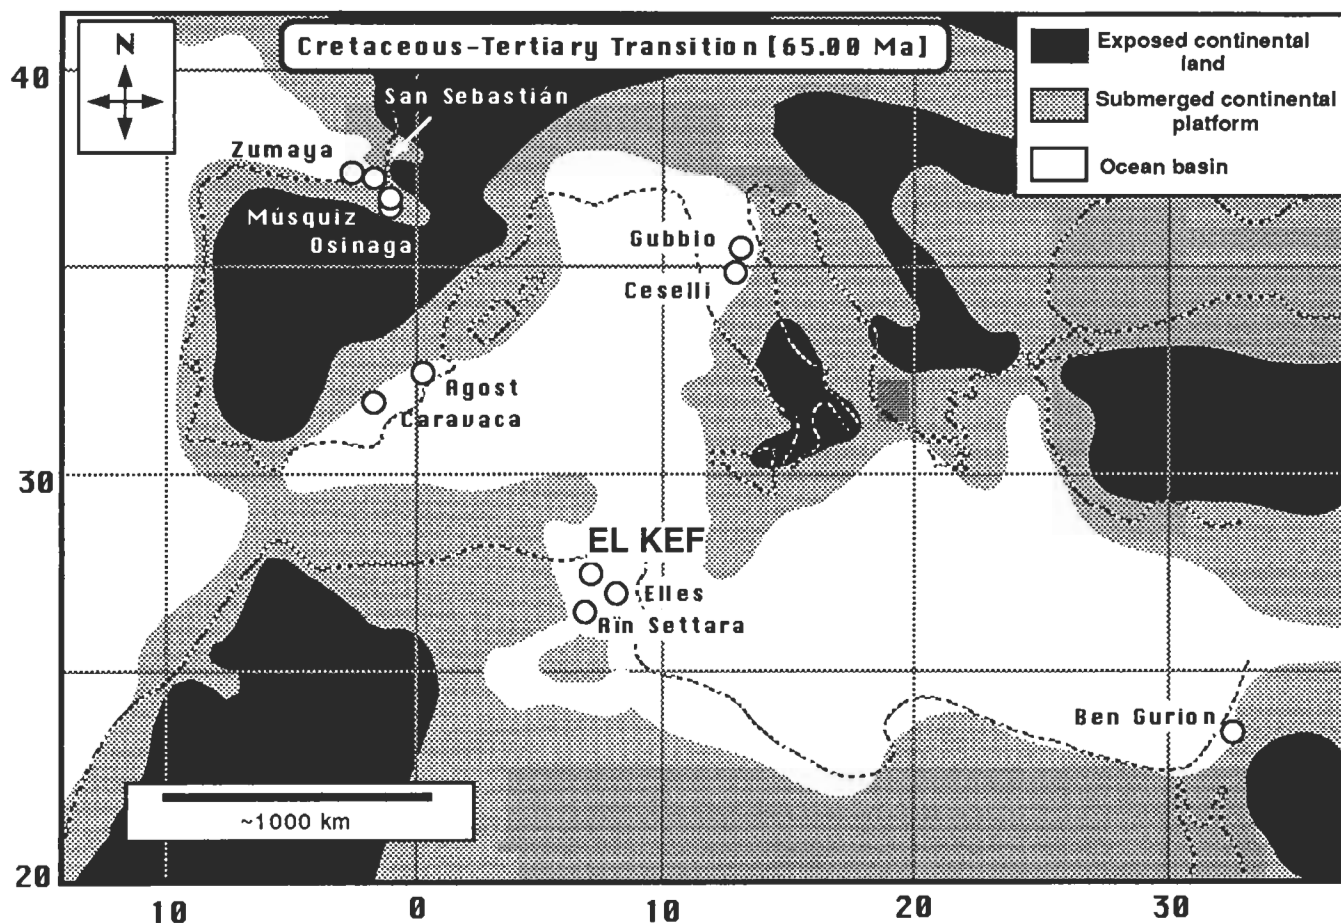 Cretaceous-Tertiary Transition [65.00 Ma]
N
Exposed continental
land
Submerged continental
platform
Ocean basin
40
San Sebastián
Zumaya
Músquiz
Osinaga
Gubbio
Ceselli
Agost
Caravaca
30
EL KEF
Elles
Aïn Settara
Ben Gurion
~1000 km
20
10
0
10
20
30